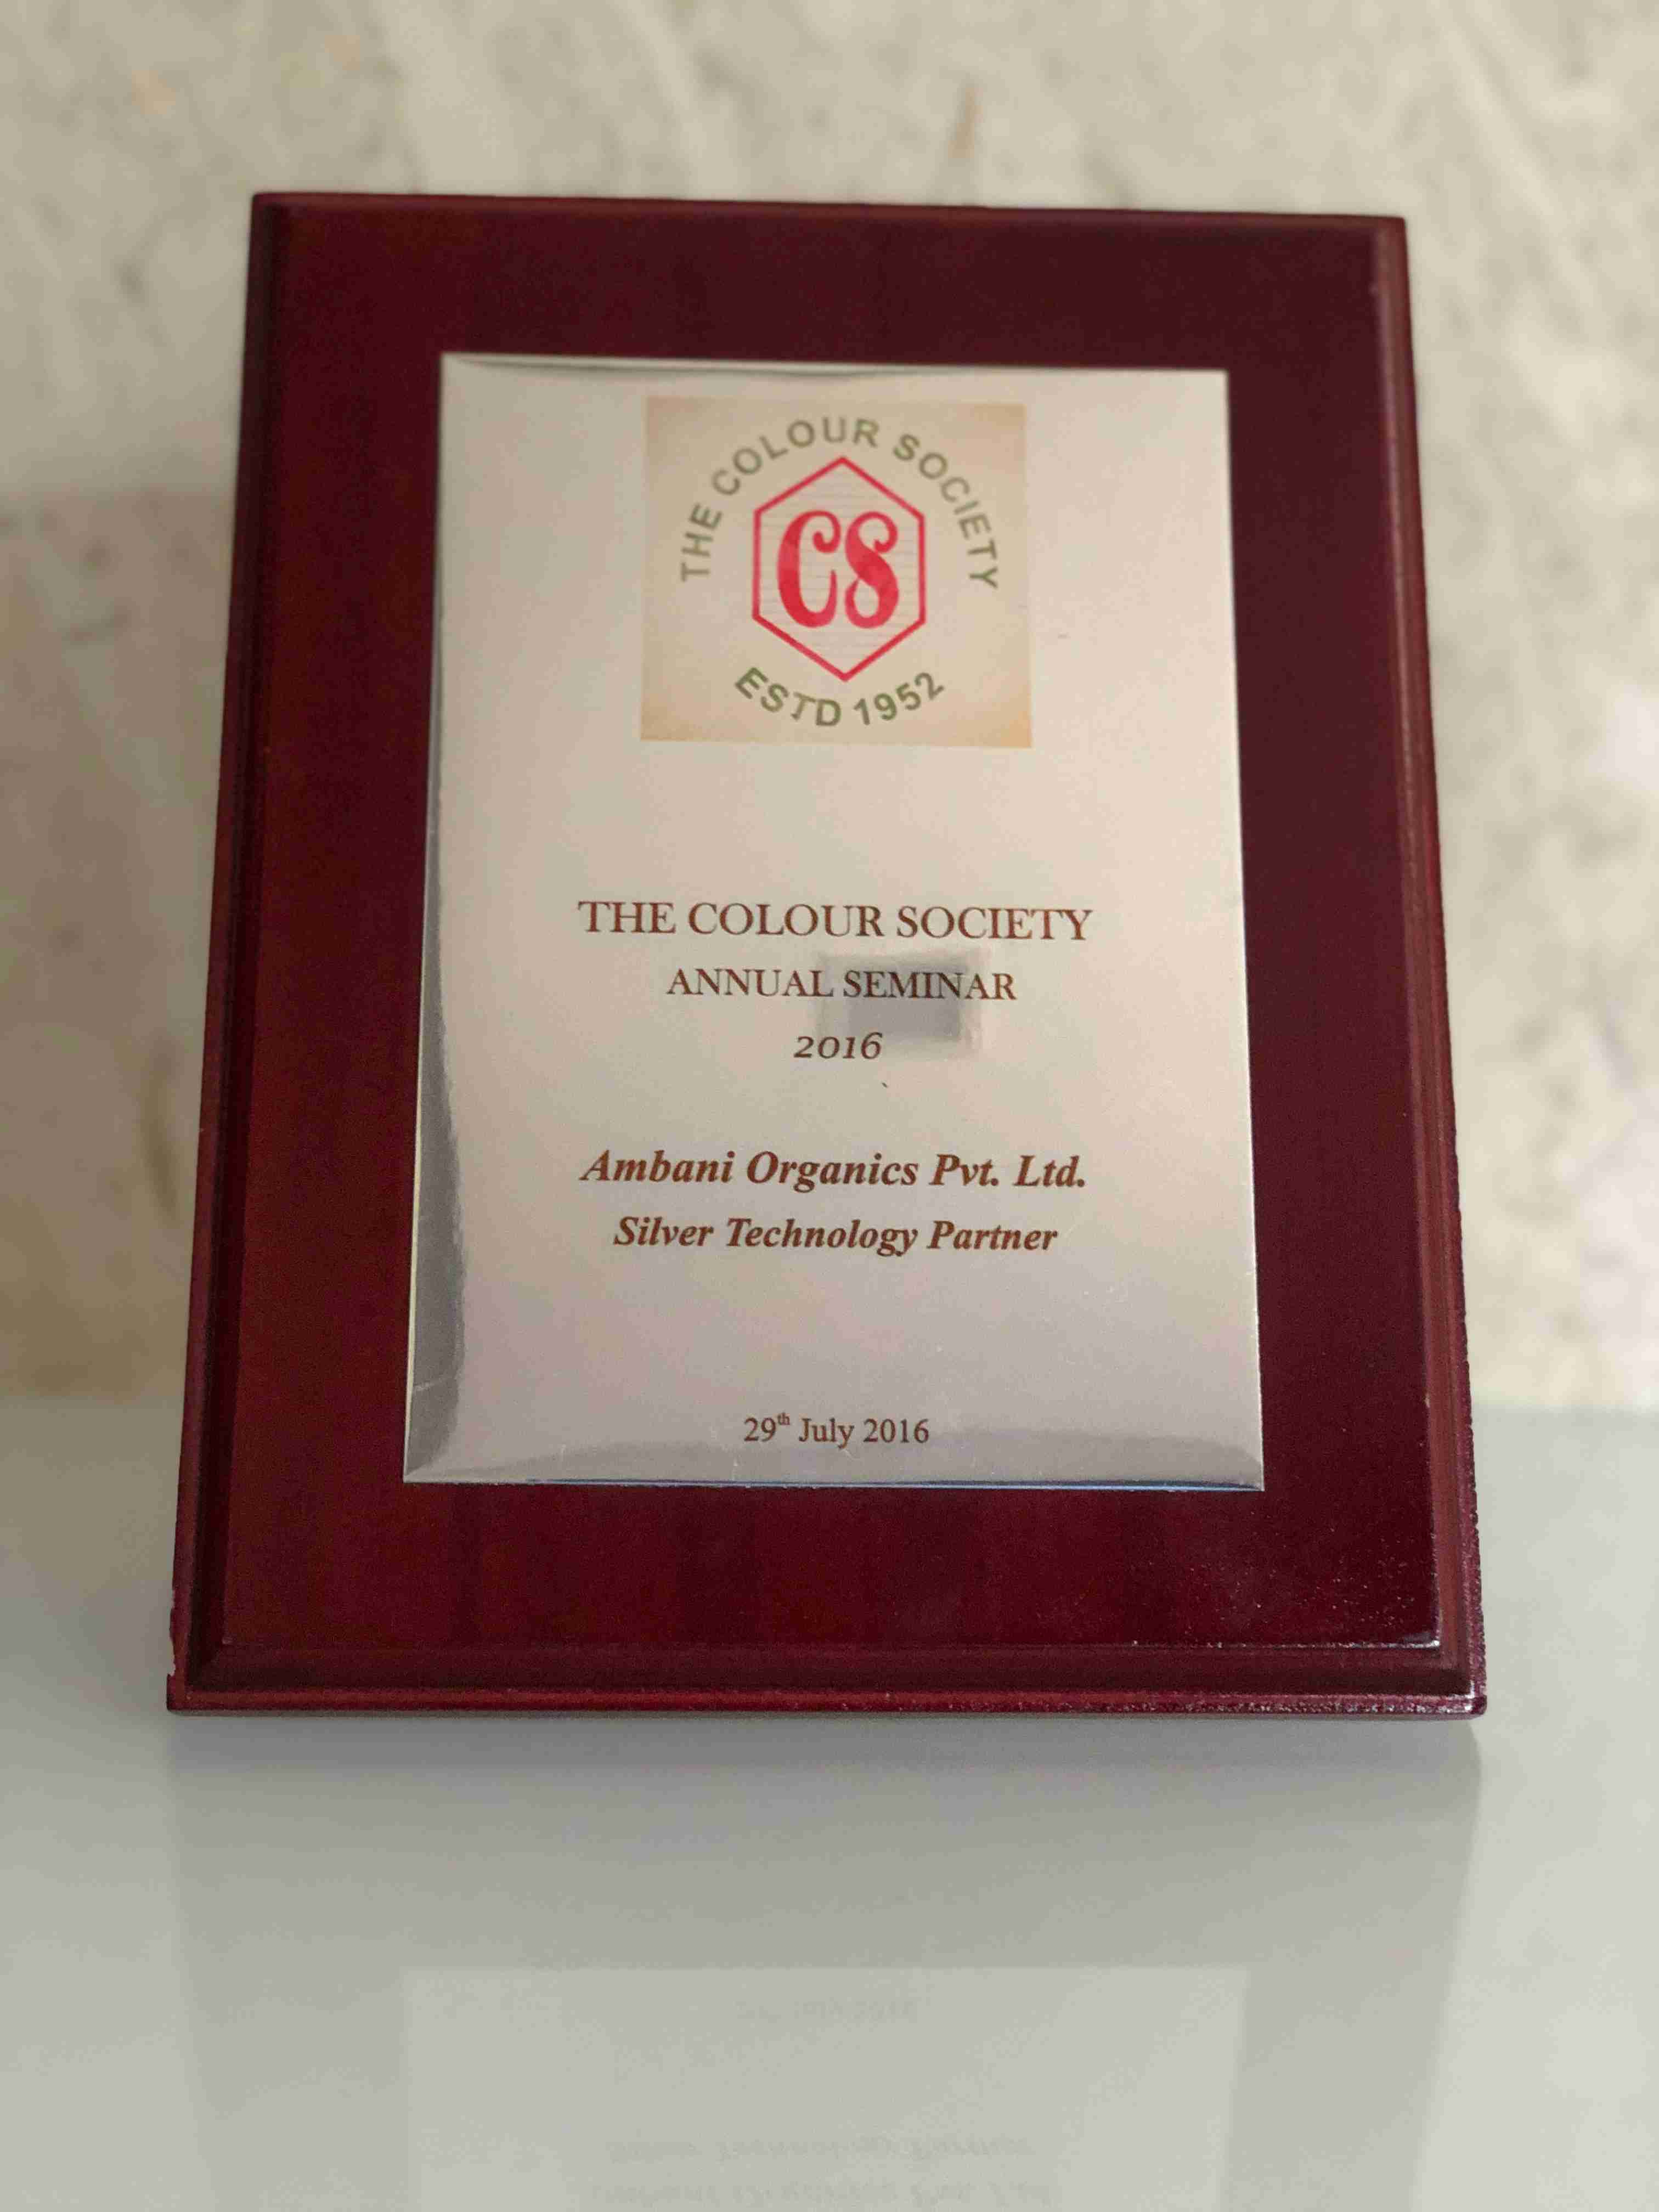 THE COLOUR SOCIETY
CS
ESTD 1952
THE COLOUR SOCIETY
ANNUAL SEMINAR
2016
Ambani Organics Pvt. Ltd.
Silver Technology Partner
29th July 2016